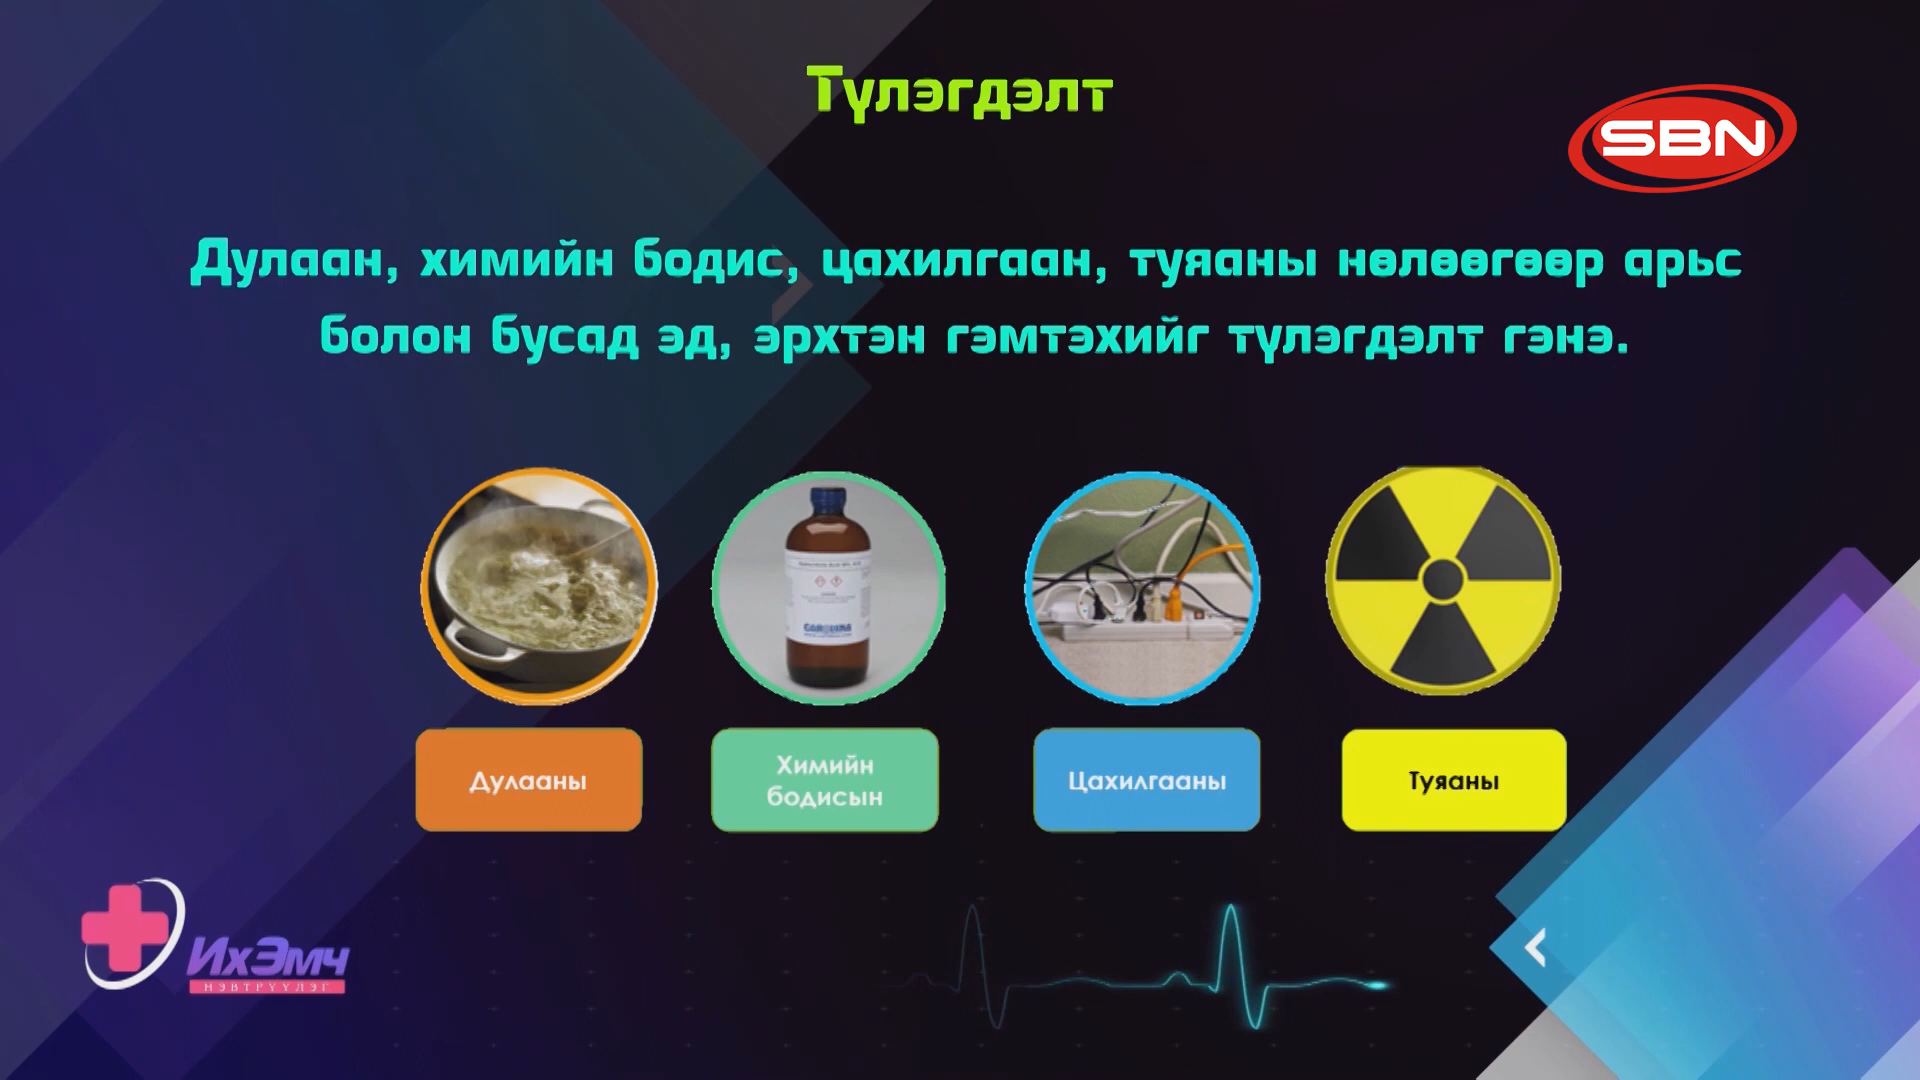 Түлэгдэлт
SBN
Дулаан, химийн бодис, цахилгаан, туяаны нөлөөгөөр арьс
болон бусад эд, эрхтэн гэмтэхийг түлэгдэлт гэнэ.
CAROLINA
Дулааны
Химийн
бодисын
Цахилгааны
Туяаны
ИхЭмч
НЭВТРҮҮЛЭГ